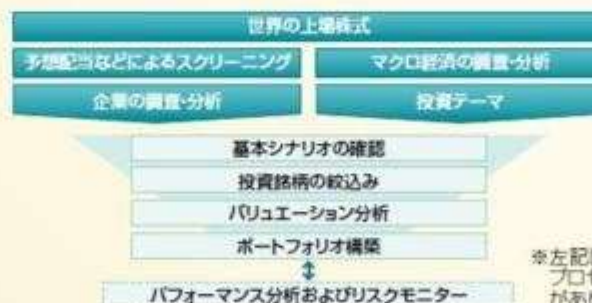 世界の上場株式
予想配当などによるスクリーニング
マクロ経済の調査・分析
企業の調査・分析
投資テーマ
基本シナリオの確認
投資銘柄の絞込み
バリュエーション分析
ポートフォリオ構築
パフォーマンス分析およびリスクモニター
※左記
プロセ
があり